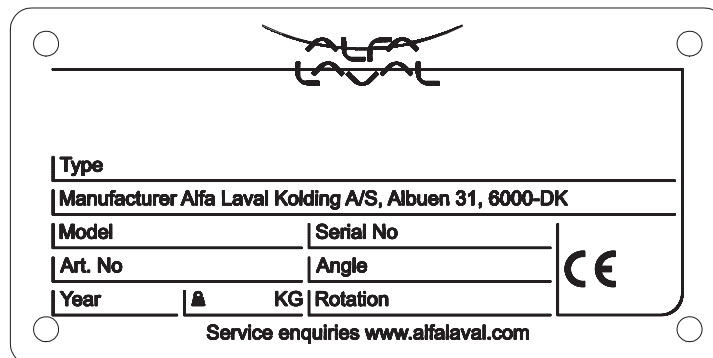 ALFA
LAVAL
Type
Manufacturer Alfa Laval Kolding A/S, Albuen 31, 6000-DK
Model Serial No
Art. No Angle
CE
Year KG Rotation
Service enquiries www.alfalaval.com